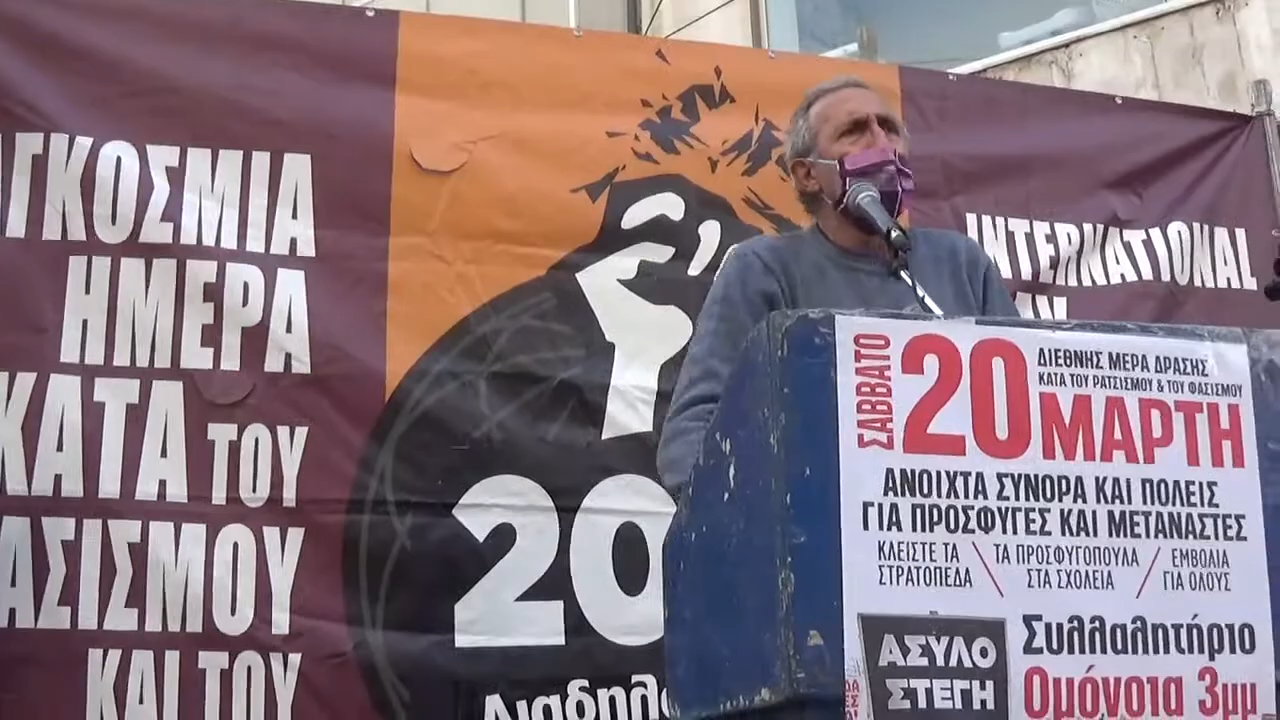 ΑΓΚΟΣΜΙΑ
ΗΜΕΡΑ
ΚΑΤΑ ΤΟΥ
ΑΣΙΣΜΟΥ
ΚΑΙ ΤΟΥ
20
INTERNATIONAL
ΣΑΒΒΑΤΟ
20
ΔΙΕΘΝΗΣ ΜΕΡΑ ΔΡΑΣΗΣ
ΚΑΤΑ ΤΟΥ ΡΑΤΣΙΣΜΟΥ & ΤΟΥ ΦΑΣΙΣΜΟΥ
ΜΑΡΤΗ
ΑΝΟΙΧΤΑ ΣΥΝΟΡΑ ΚΑΙ ΠΟΛΕΙΣ
ΓΙΑ ΠΡΟΣΦΥΓΕΣ ΚΑΙ ΜΕΤΑΝΑΣΤΕΣ
ΚΛΕΙΣΤΕ ΤΑ
ΣΤΡΑΤΟΠΕΔΑ
ΤΑ ΠΡΟΣΦΥΓΟΠΟΥΛΑ
ΣΤΑ ΣΧΟΛΕΙΑ
ΕΜΒΟΛΙΑ
ΓΙΑ ΟΛΟΥΣ
ΑΣΥΛΟ
ΣΤΕΓΗ
Συλλαλητήριο
Ομόνοια 3μμ